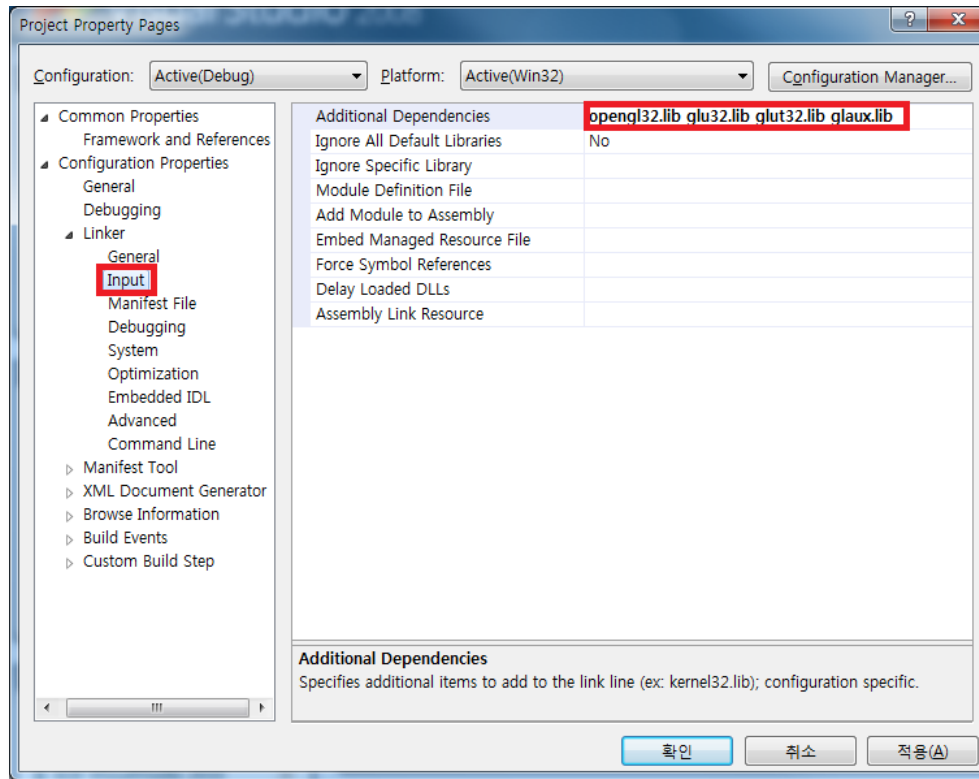 Project Property Pages
Configuration: Active(Debug) Platform: Active(Win32) Configuration Manager...
Common Properties
Framework and References
Configuration Properties
General
Debugging
Linker
General
Input
Manifest File
Debugging
System
Optimization
Embedded IDL
Advanced
Command Line
Manifest Tool
XML Document Generator
Browse Information
Build Events
Custom Build Step
Additional Dependencies opengl32.lib glu32.lib glut32.lib glaux.lib
Ignore All Default Libraries No
Ignore Specific Library
Module Definition File
Add Module to Assembly
Embed Managed Resource File
Force Symbol References
Delay Loaded DLLs
Assembly Link Resource
Additional Dependencies
Specifies additional items to add to the link line (ex: kernel32.lib); configuration specific.
확인 취소 적용(A)